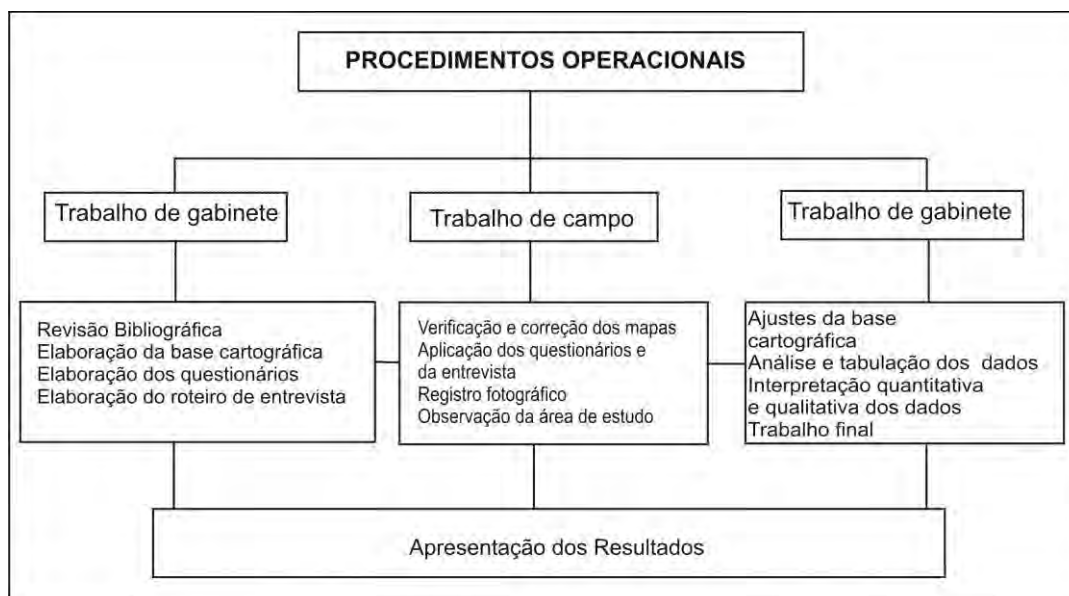 PROCEDIMENTOS OPERACIONAIS
Trabalho de gabinete
Trabalho de campo
Trabalho de gabinete
Revisão Bibliográfica
Elaboração da base cartográfica
Elaboração dos questionários
Elaboração do roteiro de entrevista
Verificação e correção dos mapas
Aplicação dos questionários e
da entrevista
Registro fotográfico
Observação da área de estudo
Ajustes da base
cartográfica
Análise e tabulação dos dados
Interpretação quantitativa
e qualitativa dos dados
Trabalho final
Apresentação dos Resultados